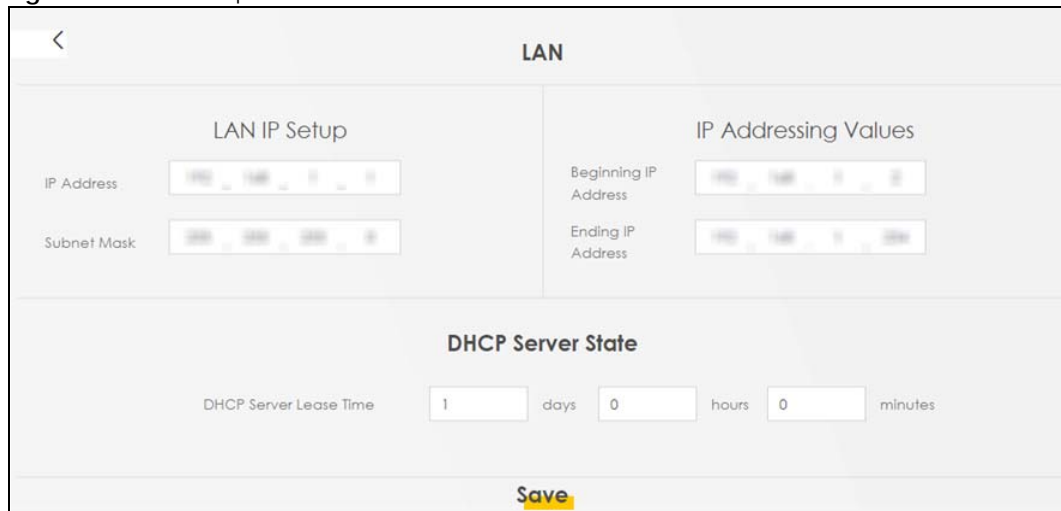 LAN
LAN IP Setup
IP Address
Subnet Mask
IP Addressing Values
Beginning IP
Address
Ending IP
Address
DHCP Server State
DHCP Server Lease Time 1 days 0 hours 0 minutes
Save